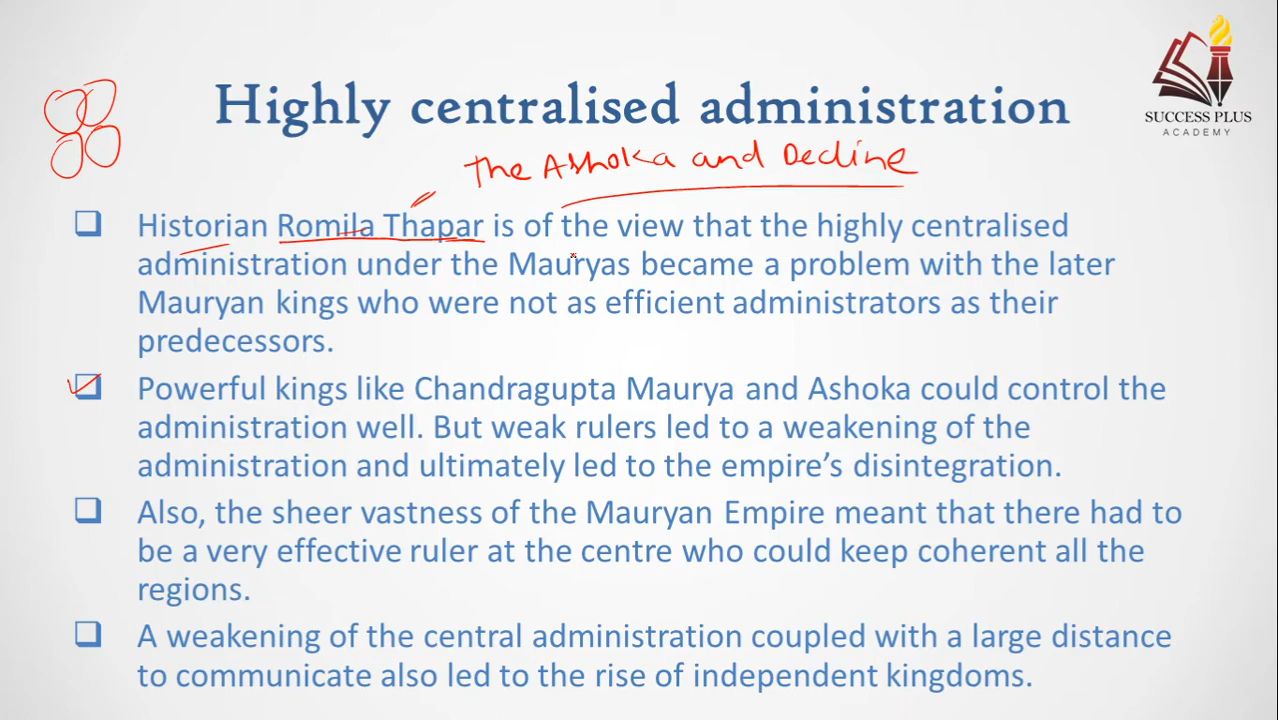 SUCCESS PLUS
ACADEMY
Highly centralised administration
The Ashoka and Decline
Historian Romila Thapar is of the view that the highly centralised
administration under the Mauryas became a problem with the later
Mauryan kings who were not as efficient administrators as their
predecessors.
Powerful kings like Chandragupta Maurya and Ashoka could control the
administration well. But weak rulers led to a weakening of the
administration and ultimately led to the empire’s disintegration.
Also, the sheer vastness of the Mauryan Empire meant that there had to
be a very effective ruler at the centre who could keep coherent all the
regions.
A weakening of the central administration coupled with a large distance
to communicate also led to the rise of independent kingdoms.